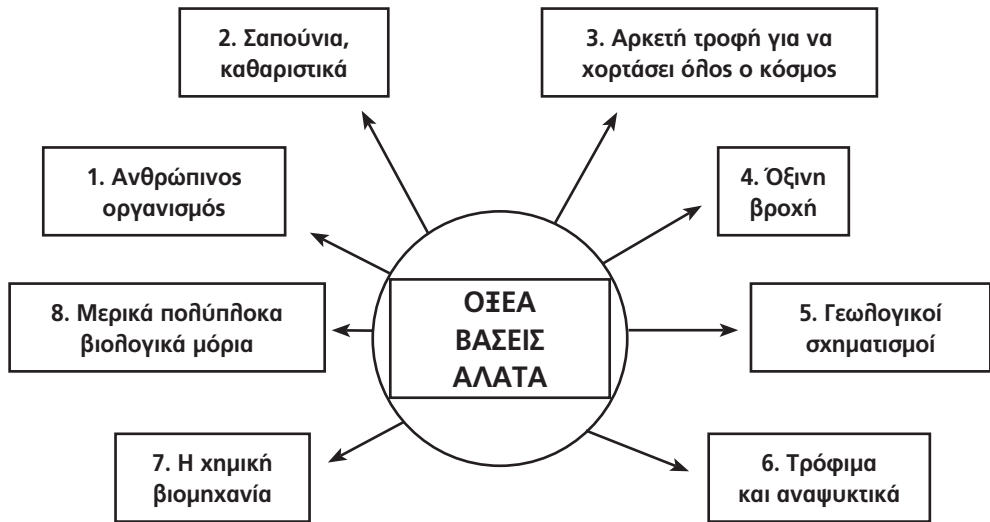 2. Σαπούνια,
καθαριστικά
3. Αρκετή τροφή για να
χορτάσει όλος ο κόσμος
1. Ανθρώπινος
οργανισμός
4. Όξινη
βροχή
ΟΞΕΑ
ΒΑΣΕΙΣ
ΑΛΑΤΑ
8. Μερικά πολύπλοκα
βιολογικά μόρια
5. Γεωλογικοί
σχηματισμοί
7. Η χημική
βιομηχανία
6. Τρόφιμα
και αναψυκτικά